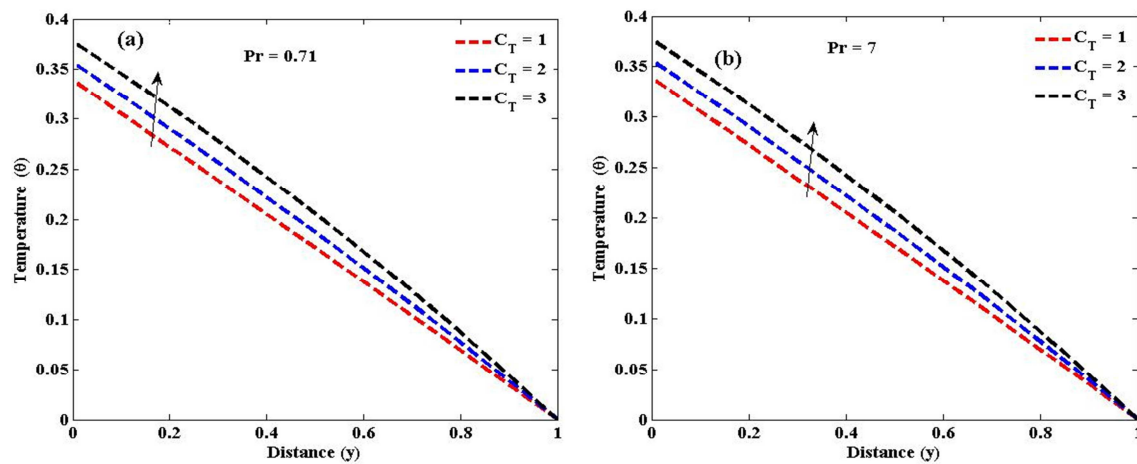 0.4
0.35
0.3
0.25
0.2
0.15
0.1
0.05
0
Temperature (θ)
(a)
Pr = 0.71
C_T = 1
C_T = 2
C_T = 3
0
0.2
0.4
0.6
0.8
1
Distance (y)
0.4
0.35
0.3
0.25
0.2
0.15
0.1
0.05
0
Temperature (θ)
(b)
Pr = 7
C_T = 1
C_T = 2
C_T = 3
0
0.2
0.4
0.6
0.8
1
Distance (y)